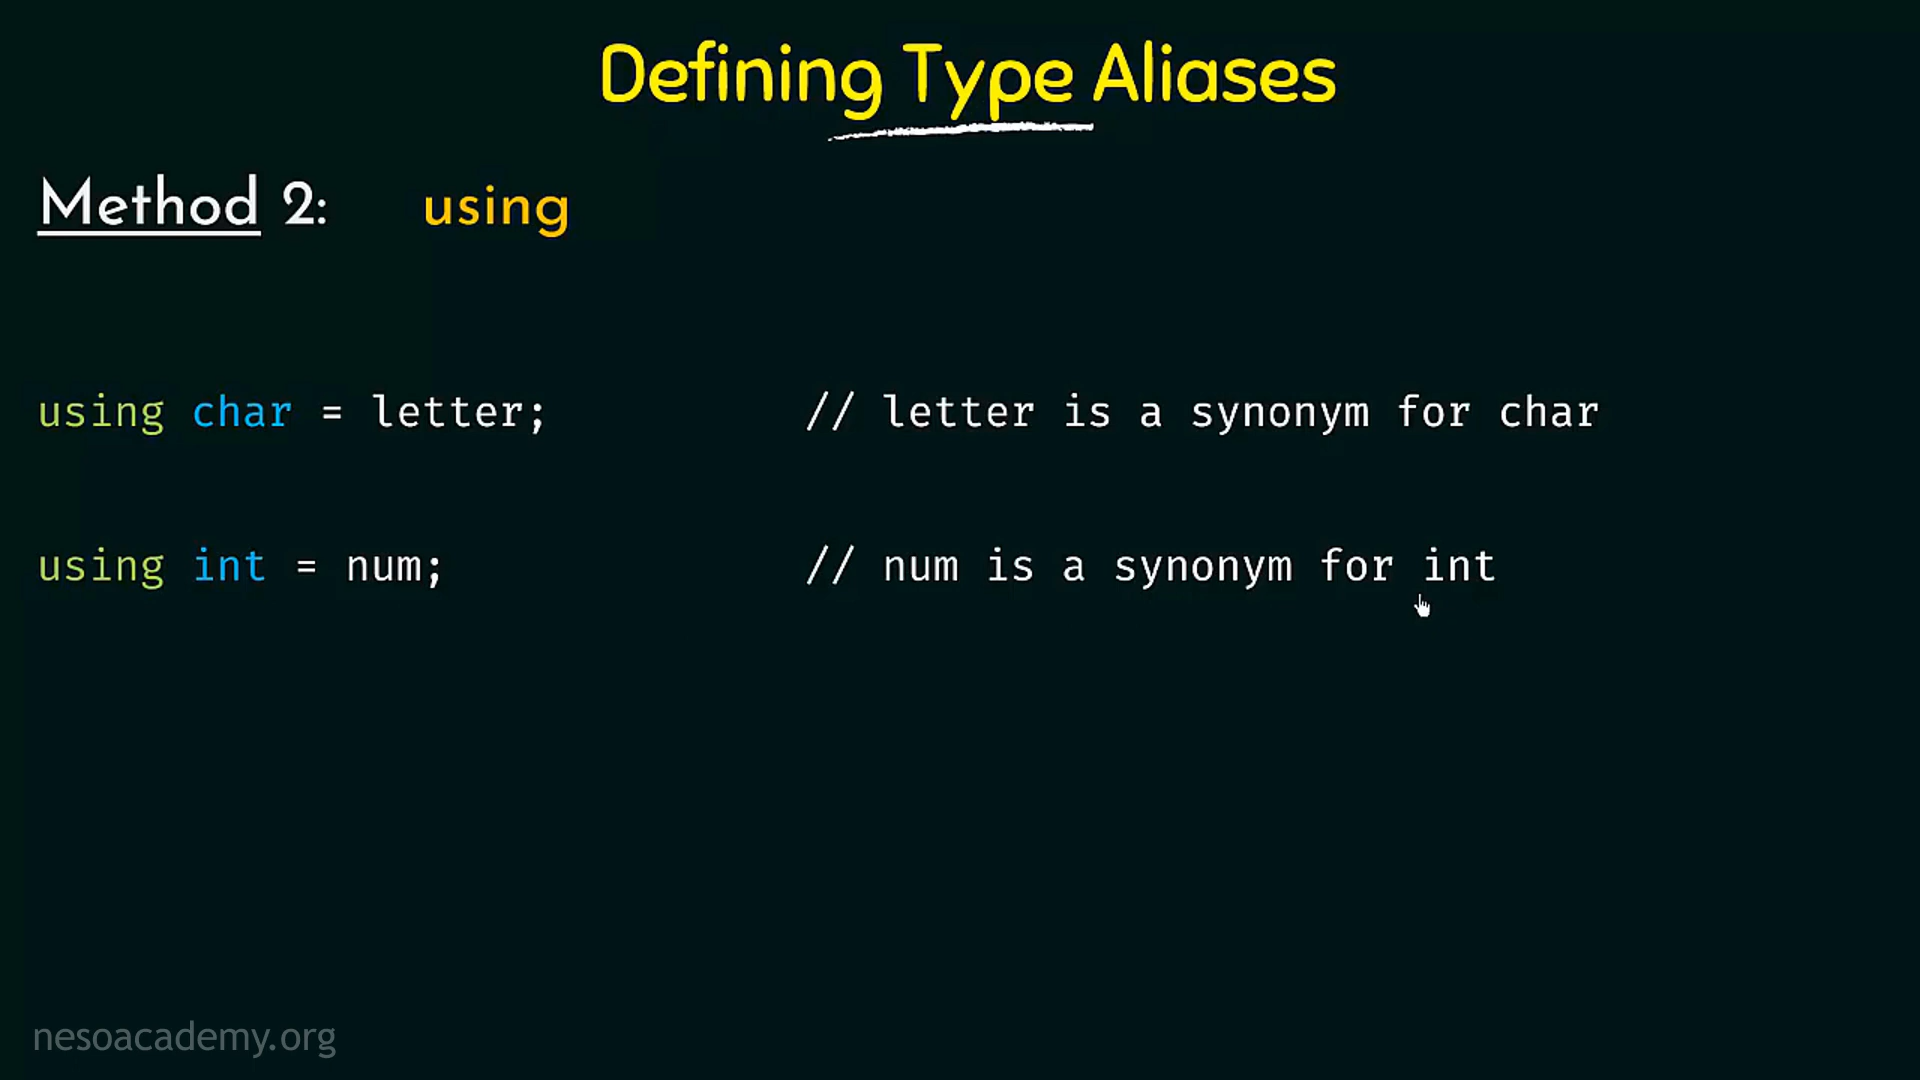 Defining Type Aliases
Method 2: using
using char = letter; // letter is a synonym for char
using int = num; // num is a synonym for int
nesoacademy.org